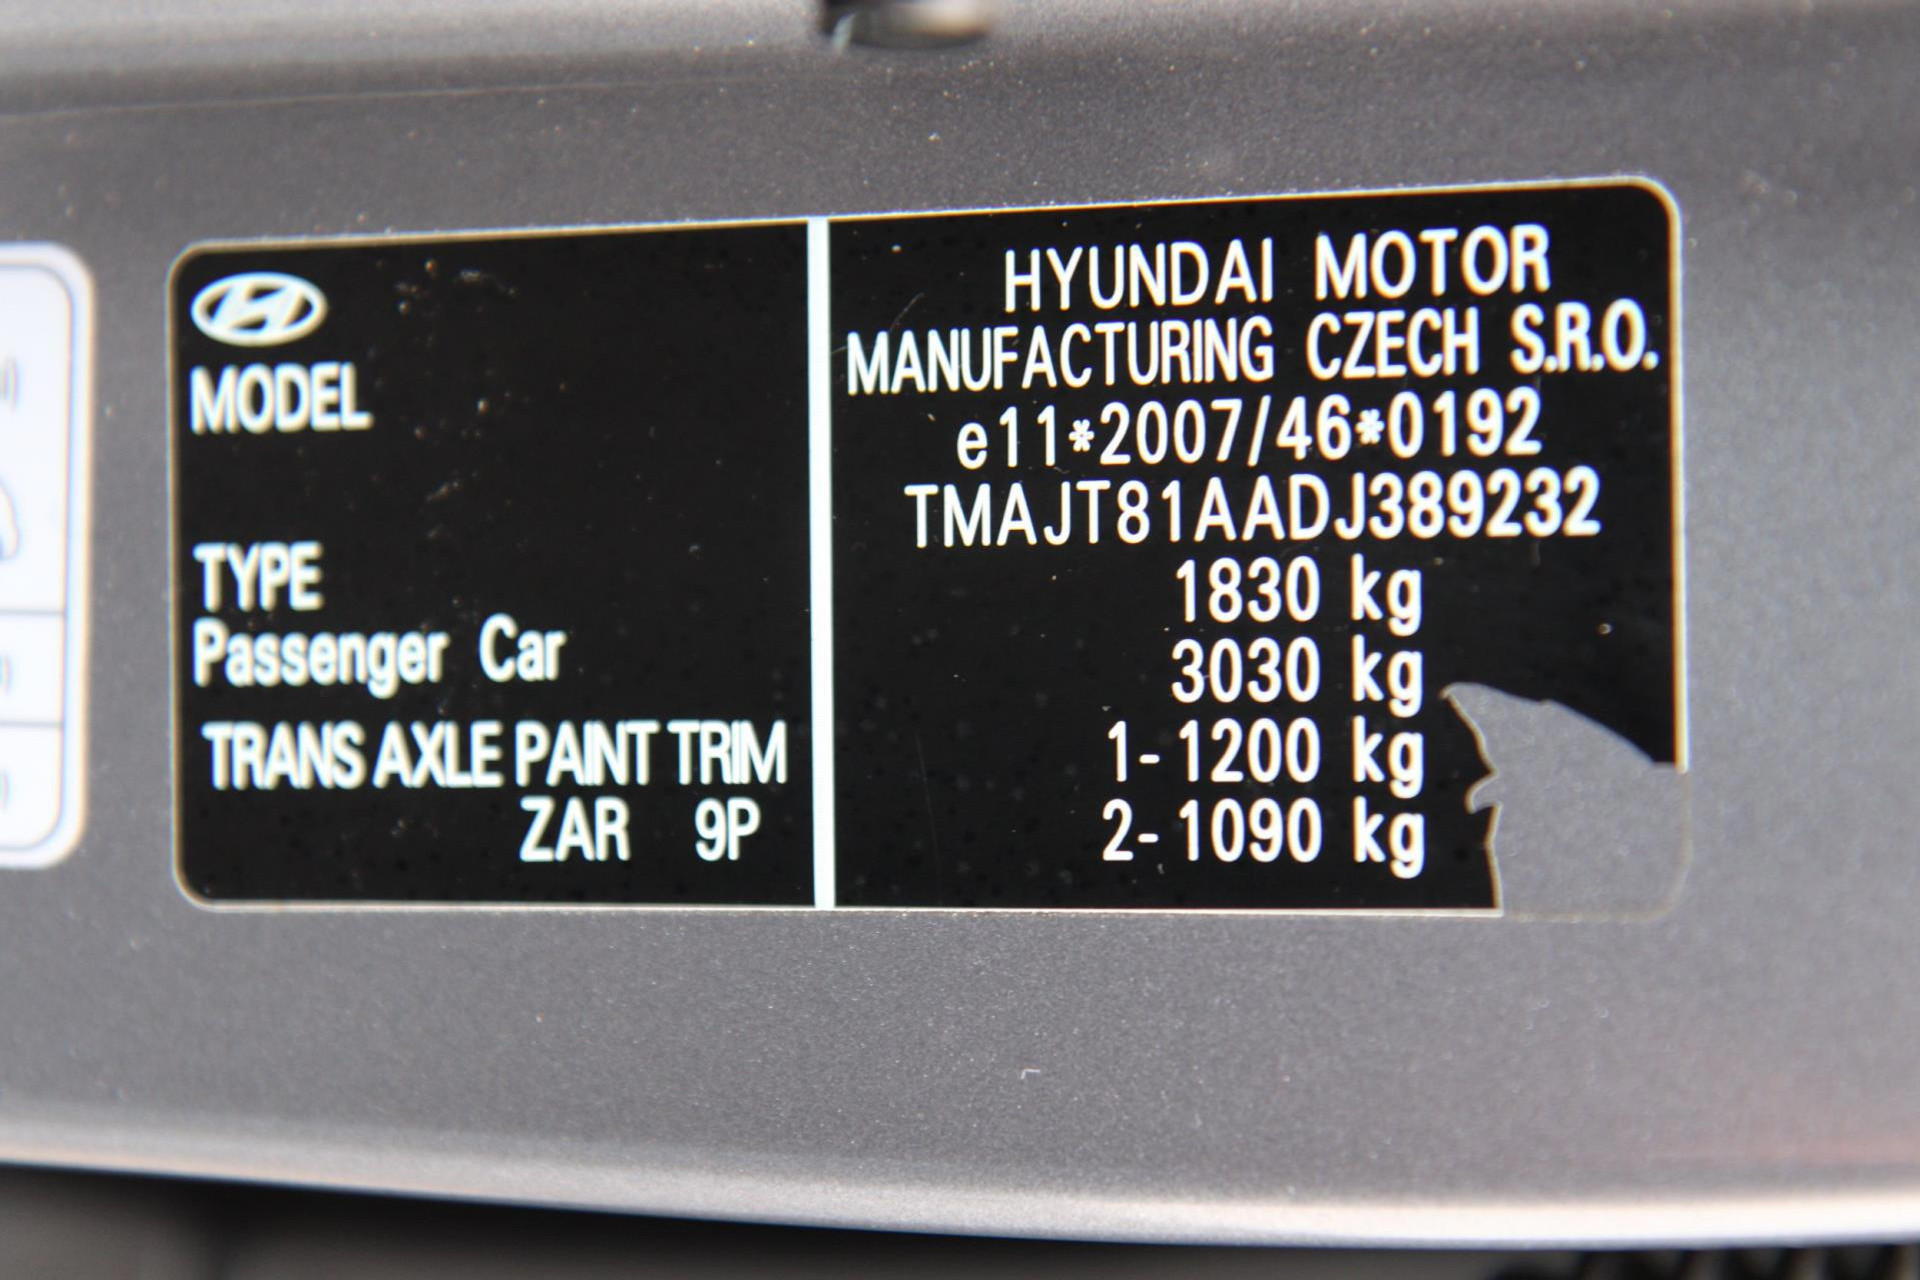 MODEL
TYPE
Passenger Car
TRANS AXLE PAINT TRIM
ZAR 9P
HYUNDAI MOTOR
MANUFACTURING CZECH S.R.O.
e11*2007/46*0192
TMAJT81AADJ389232
1830 kg
3030 kg
1-1200 kg
2-1090 kg